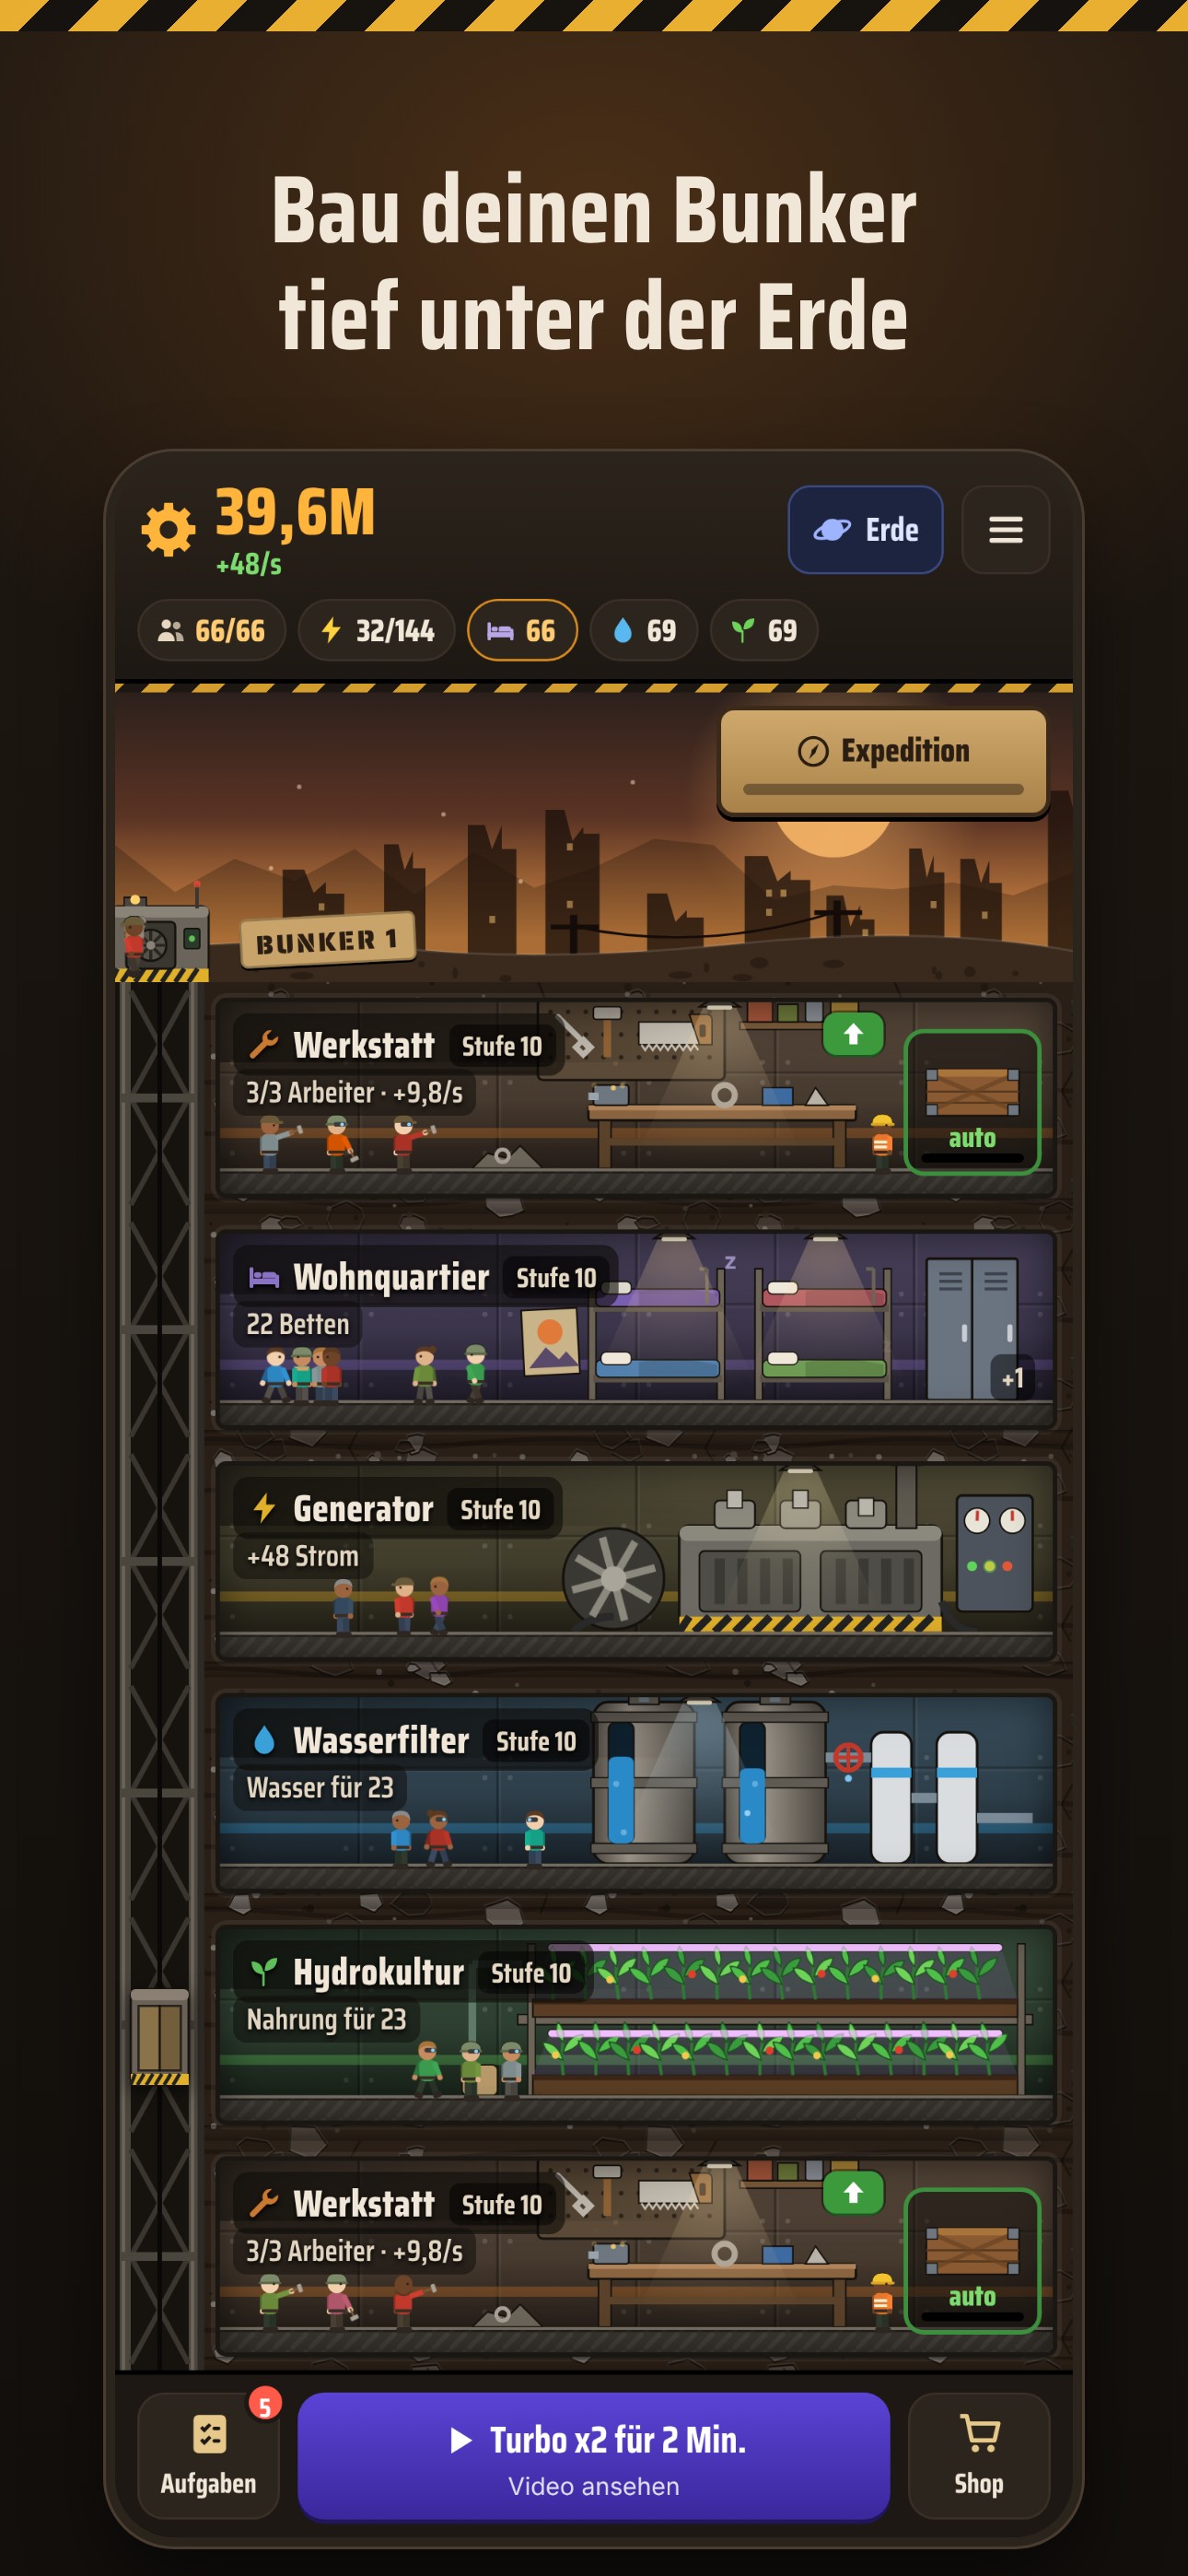 Bau deinen Bunker
tief unter der Erde
39,6M
+48/s
Erde
66/66
32/144
66
69
69
Expedition
BUNKER 1
Werkstatt Stufe 10
3/3 Arbeiter · +9,8/s
auto
Wohnquartier Stufe 10
z
22 Betten
+1
Generator Stufe 10
+48 Strom
Wasserfilter Stufe 10
Wasser für 23
Hydrokultur Stufe 10
Nahrung für 23
Werkstatt Stufe 10
3/3 Arbeiter · +9,8/s
auto
5
Aufgaben
Turbo x2 für 2 Min.
Video ansehen
Shop